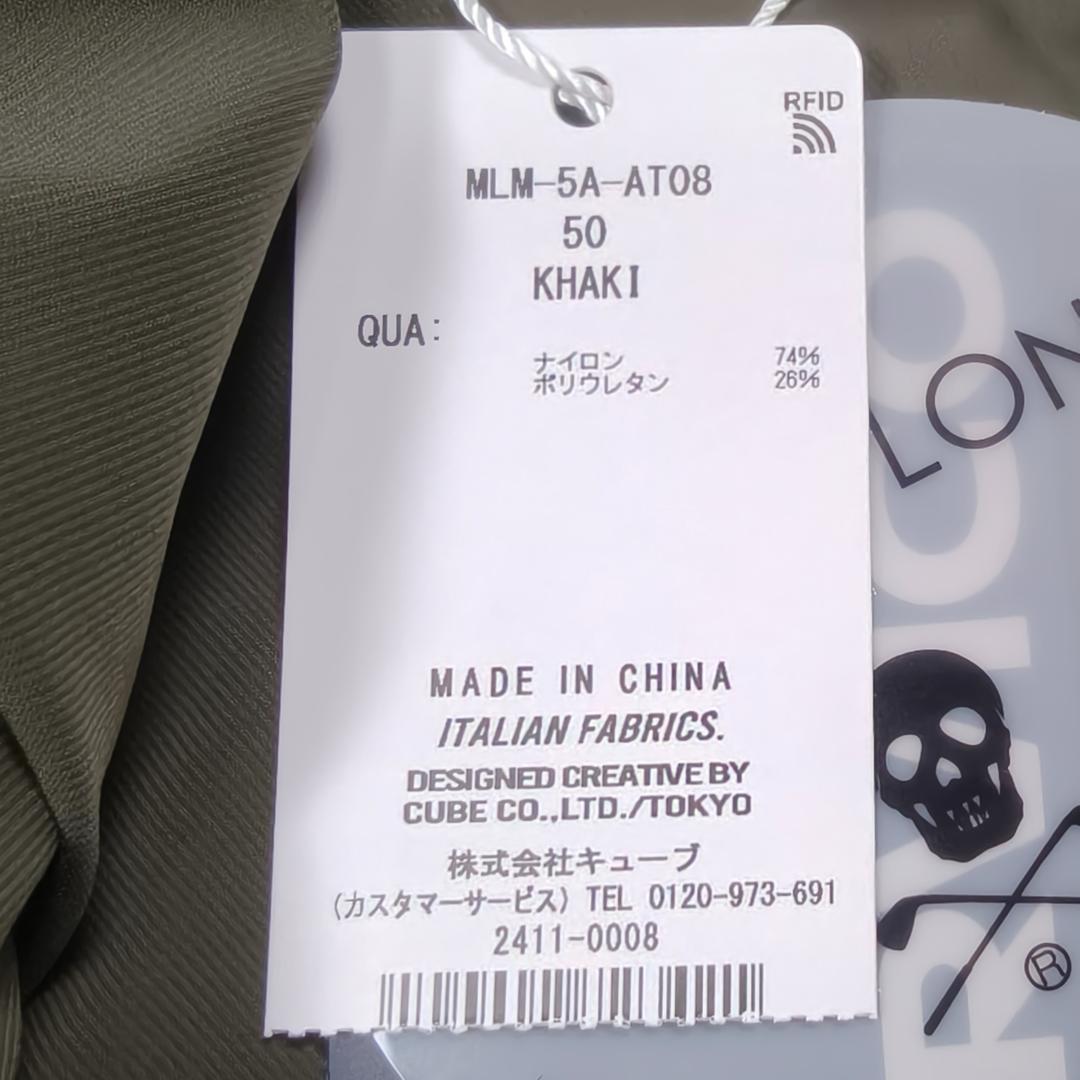 RFID
MLM-5A-AT08
50
KHAKI
QUA:
ナイロン 74%
ポリウレタン 26%
MADE IN CHINA
ITALIAN FABRICS.
DESIGNED CREATIVE BY
CUBE CO.,LTD./TOKYO
株式会社キューブ
(カスタマーサービス) TEL 0120-973-691
2411-0008
LON
®